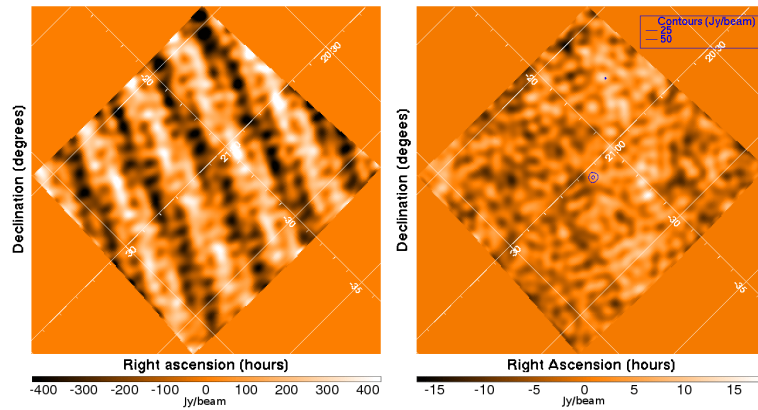 Declination (degrees)
-20
20:30
21:00
-30
:30
-35
Right ascension (hours)
-400 -300 -200 -100 0 100 200 300 400
Jy/beam
Declination (degees)
Contours (Jy/beam)
25
50
-20
20:30
21:00
-30
:30
-35
Right Ascension (hours)
-15 -10 -5 0 5 10 15
Jy/beam